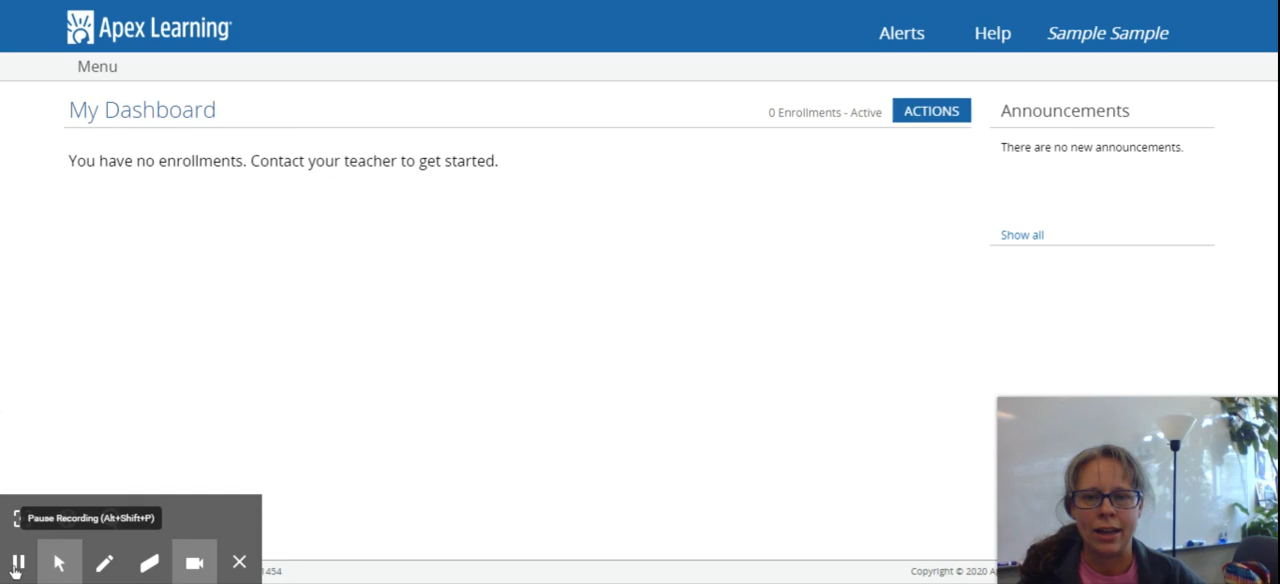 Apex Learning
Alerts Help Sample Sample
Menu
My Dashboard
0 Enrollments - Active ACTIONS
Announcements
You have no enrollments. Contact your teacher to get started.
There are no new announcements.
Show all
Pause Recording (Alt+Shift+P)
1454
Copyright © 2020